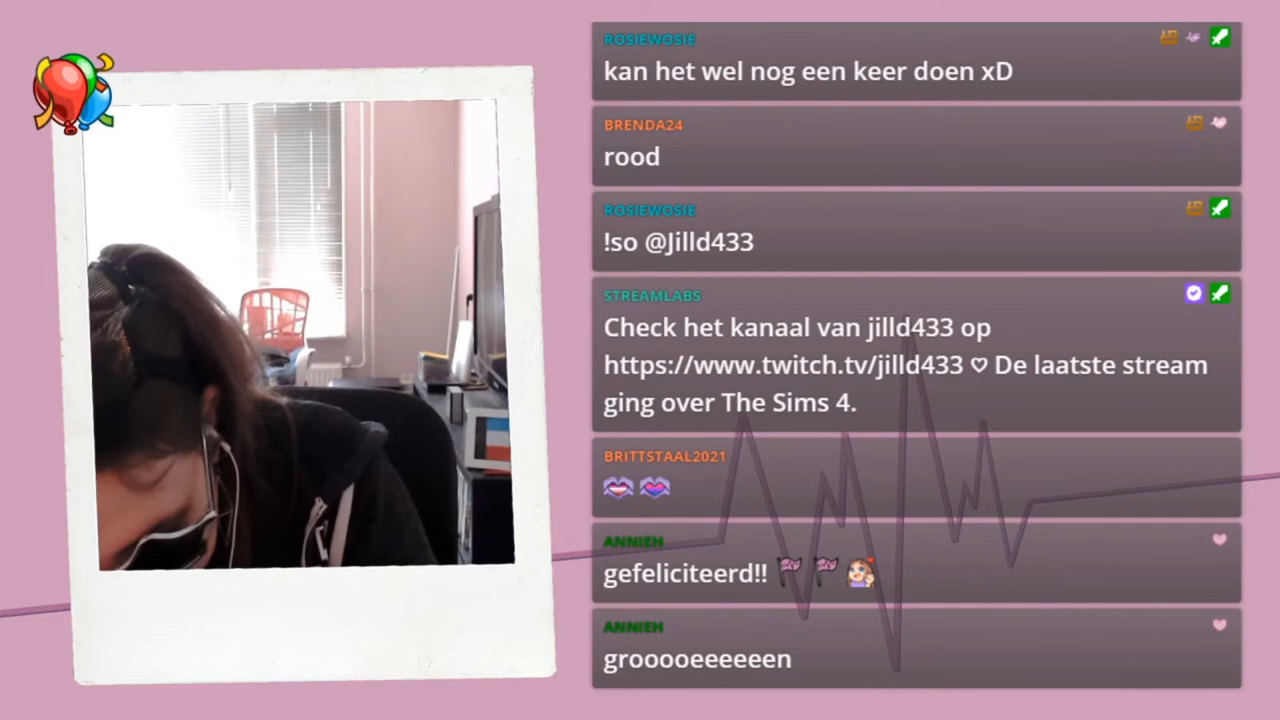 ROSIEWOSIE
kan het wel nog een keer doen xD
BRENDA24
rood
ROSIEWOSIE
!so @Jilld433
STREAMLABS
Check het kanaal van jilld433 op
https://www.twitch.tv/jilld433 ♡ De laatste stream
ging over The Sims 4.
BRITTSTAAL2021
ANNIEH
gefeliciteerd!!
ANNIEH
grooooeeeeeen